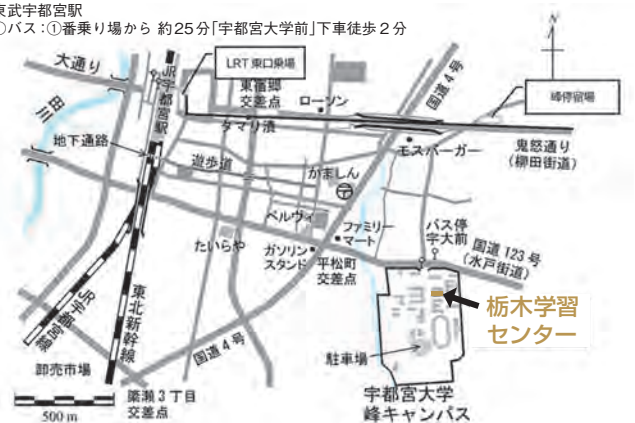 東武宇都宮駅
バス：①番乗り場から 約25分「宇都宮大学前」下車徒歩２分
N
大通り
JR宇都宮駅
LRT 東口乗場
東宿郷
交差点
ローソン
国道4号
峰停留場
田川
地下通路
タマリ漬
鬼怒通り
(柳田街道)
モスバーガー
遊歩道
かましん
ベルヴィ
ファミリー
マート
バス停
宇大前
国道 123号
(水戸街道)
たいらや
ガソリン
スタンド
平松町
交差点
栃木学習
センター
JR宇都宮線
東北新幹線
国道4号
駐車場
卸売市場
簗瀬3丁目
交差点
宇都宮大学
峰キャンパス
500 m